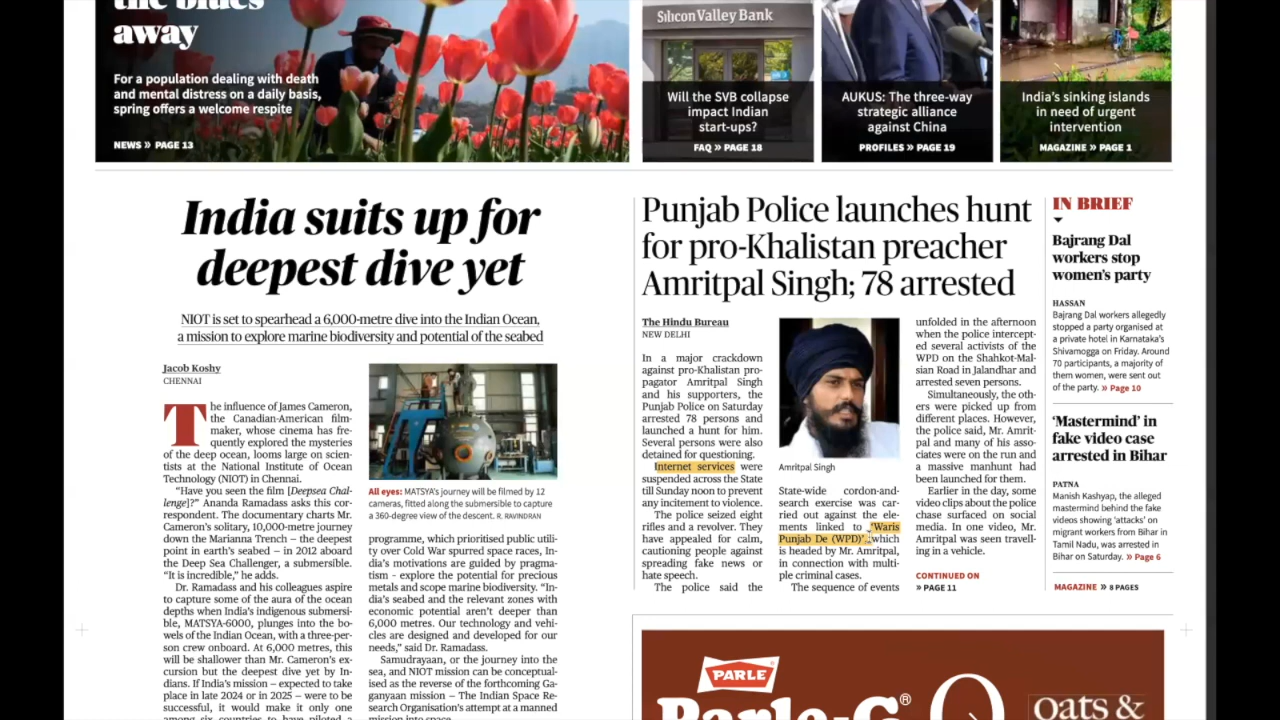 the blues
away
For a population dealing with death
and mental distress on a daily basis,
spring offers a welcome respite
NEWS » PAGE 13
Silicon Valley Bank
Will the SVB collapse
impact Indian
start-ups?
FAQ » PAGE 18
AUKUS: The three-way
strategic alliance
against China
PROFILES » PAGE 19
India's sinking islands
in need of urgent
intervention
MAGAZINE » PAGE 1
India suits up for
deepest dive yet
NIOT is set to spearhead a 6,000-metre dive into the Indian Ocean,
a mission to explore marine biodiversity and potential of the seabed
Jacob Koshy
CHENNAI
The influence of James Cameron,
the Canadian-American film-
maker, whose cinema has fre-
quently explored the mysteries
of the deep ocean, looms large on scien-
tists at the National Institute of Ocean
Technology (NIOT) in Chennai.
"Have you seen the film [Deepsea Chal-
lenge]?" Ananda Ramadass asks this cor-
respondent. The documentary charts Mr.
Cameron's solitary, 10,000-metre journey
down the Marianna Trench – the deepest
point in earth's seabed – in 2012 aboard
the Deep Sea Challenger, a submersible.
"It is incredible," he adds.
Dr. Ramadass and his colleagues aspire
to capture some of the aura of the ocean
depths when India's indigenous submersi-
ble, MATSYA-6000, plunges into the bo-
wels of the Indian Ocean, with a three-per-
son crew onboard. At 6,000 metres, this
will be shallower than Mr. Cameron's ex-
cursion but the deepest dive yet by In-
dians. If India's mission – expected to take
place in late 2024 or in 2025 – were to be
successful, it would make it only one
among six countries to have piloted a
All eyes: MATSYA's journey will be filmed by 12
cameras, fitted along the submersible to capture
a 360-degree view of the descent. R. RAVINDRAN
programme, which prioritised public utili-
ty over Cold War spurred space races, In-
dia's motivations are guided by pragma-
tism – explore the potential for precious
metals and scope marine biodiversity. "In-
dia's seabed and the relevant zones with
economic potential aren't deeper than
6,000 metres. Our technology and vehi-
cles are designed and developed for our
needs," said Dr. Ramadass.
Samudrayaan, or the journey into the
sea, and NIOT mission can be conceptual-
ised as the reverse of the forthcoming Ga-
ganyaan mission – The Indian Space Re-
search Organisation's attempt at a manned
mission into space.
Punjab Police launches hunt
for pro-Khalistan preacher
Amritpal Singh; 78 arrested
The Hindu Bureau
NEW DELHI
In a major crackdown
against pro-Khalistan pro-
pagator Amritpal Singh
and his supporters, the
Punjab Police on Saturday
arrested 78 persons and
launched a hunt for him.
Several persons were also
detained for questioning.
Internet services were
suspended across the State
till Sunday noon to prevent
any incitement to violence.
The police seized eight
rifles and a revolver. They
have appealed for calm,
cautioning people against
spreading fake news or
hate speech.
The police said the
Amritpal Singh
State-wide cordon-and-
search exercise was car-
ried out against the ele-
ments linked to 'Waris
Punjab De (WPD)', which
is headed by Mr. Amritpal,
in connection with multi-
ple criminal cases.
The sequence of events
unfolded in the afternoon
when the police intercept-
ed several activists of the
WPD on the Shahkot-Mal-
sian Road in Jalandhar and
arrested seven persons.
Simultaneously, the oth-
ers were picked up from
different places. However,
the police said, Mr. Amrit-
pal and many of his asso-
ciates were on the run and
a massive manhunt had
been launched for them.
Earlier in the day, some
video clips about the police
chase surfaced on social
media. In one video, Mr.
Amritpal was seen travell-
ing in a vehicle.
CONTINUED ON
» PAGE 11
IN BRIEF
Bajrang Dal
workers stop
women's party
HASSAN
Bajrang Dal workers allegedly
stopped a party organised at
a private hotel in Karnataka's
Shivamogga on Friday. Around
70 participants, a majority of
them women, were sent out
of the party. » Page 10
'Mastermind' in
fake video case
arrested in Bihar
PATNA
Manish Kashyap, the alleged
mastermind behind the fake
videos showing 'attacks' on
migrant workers from Bihar in
Tamil Nadu, was arrested in
Bihar on Saturday. » Page 6
MAGAZINE » 8 PAGES
PARLE
Parle-G®
oats &